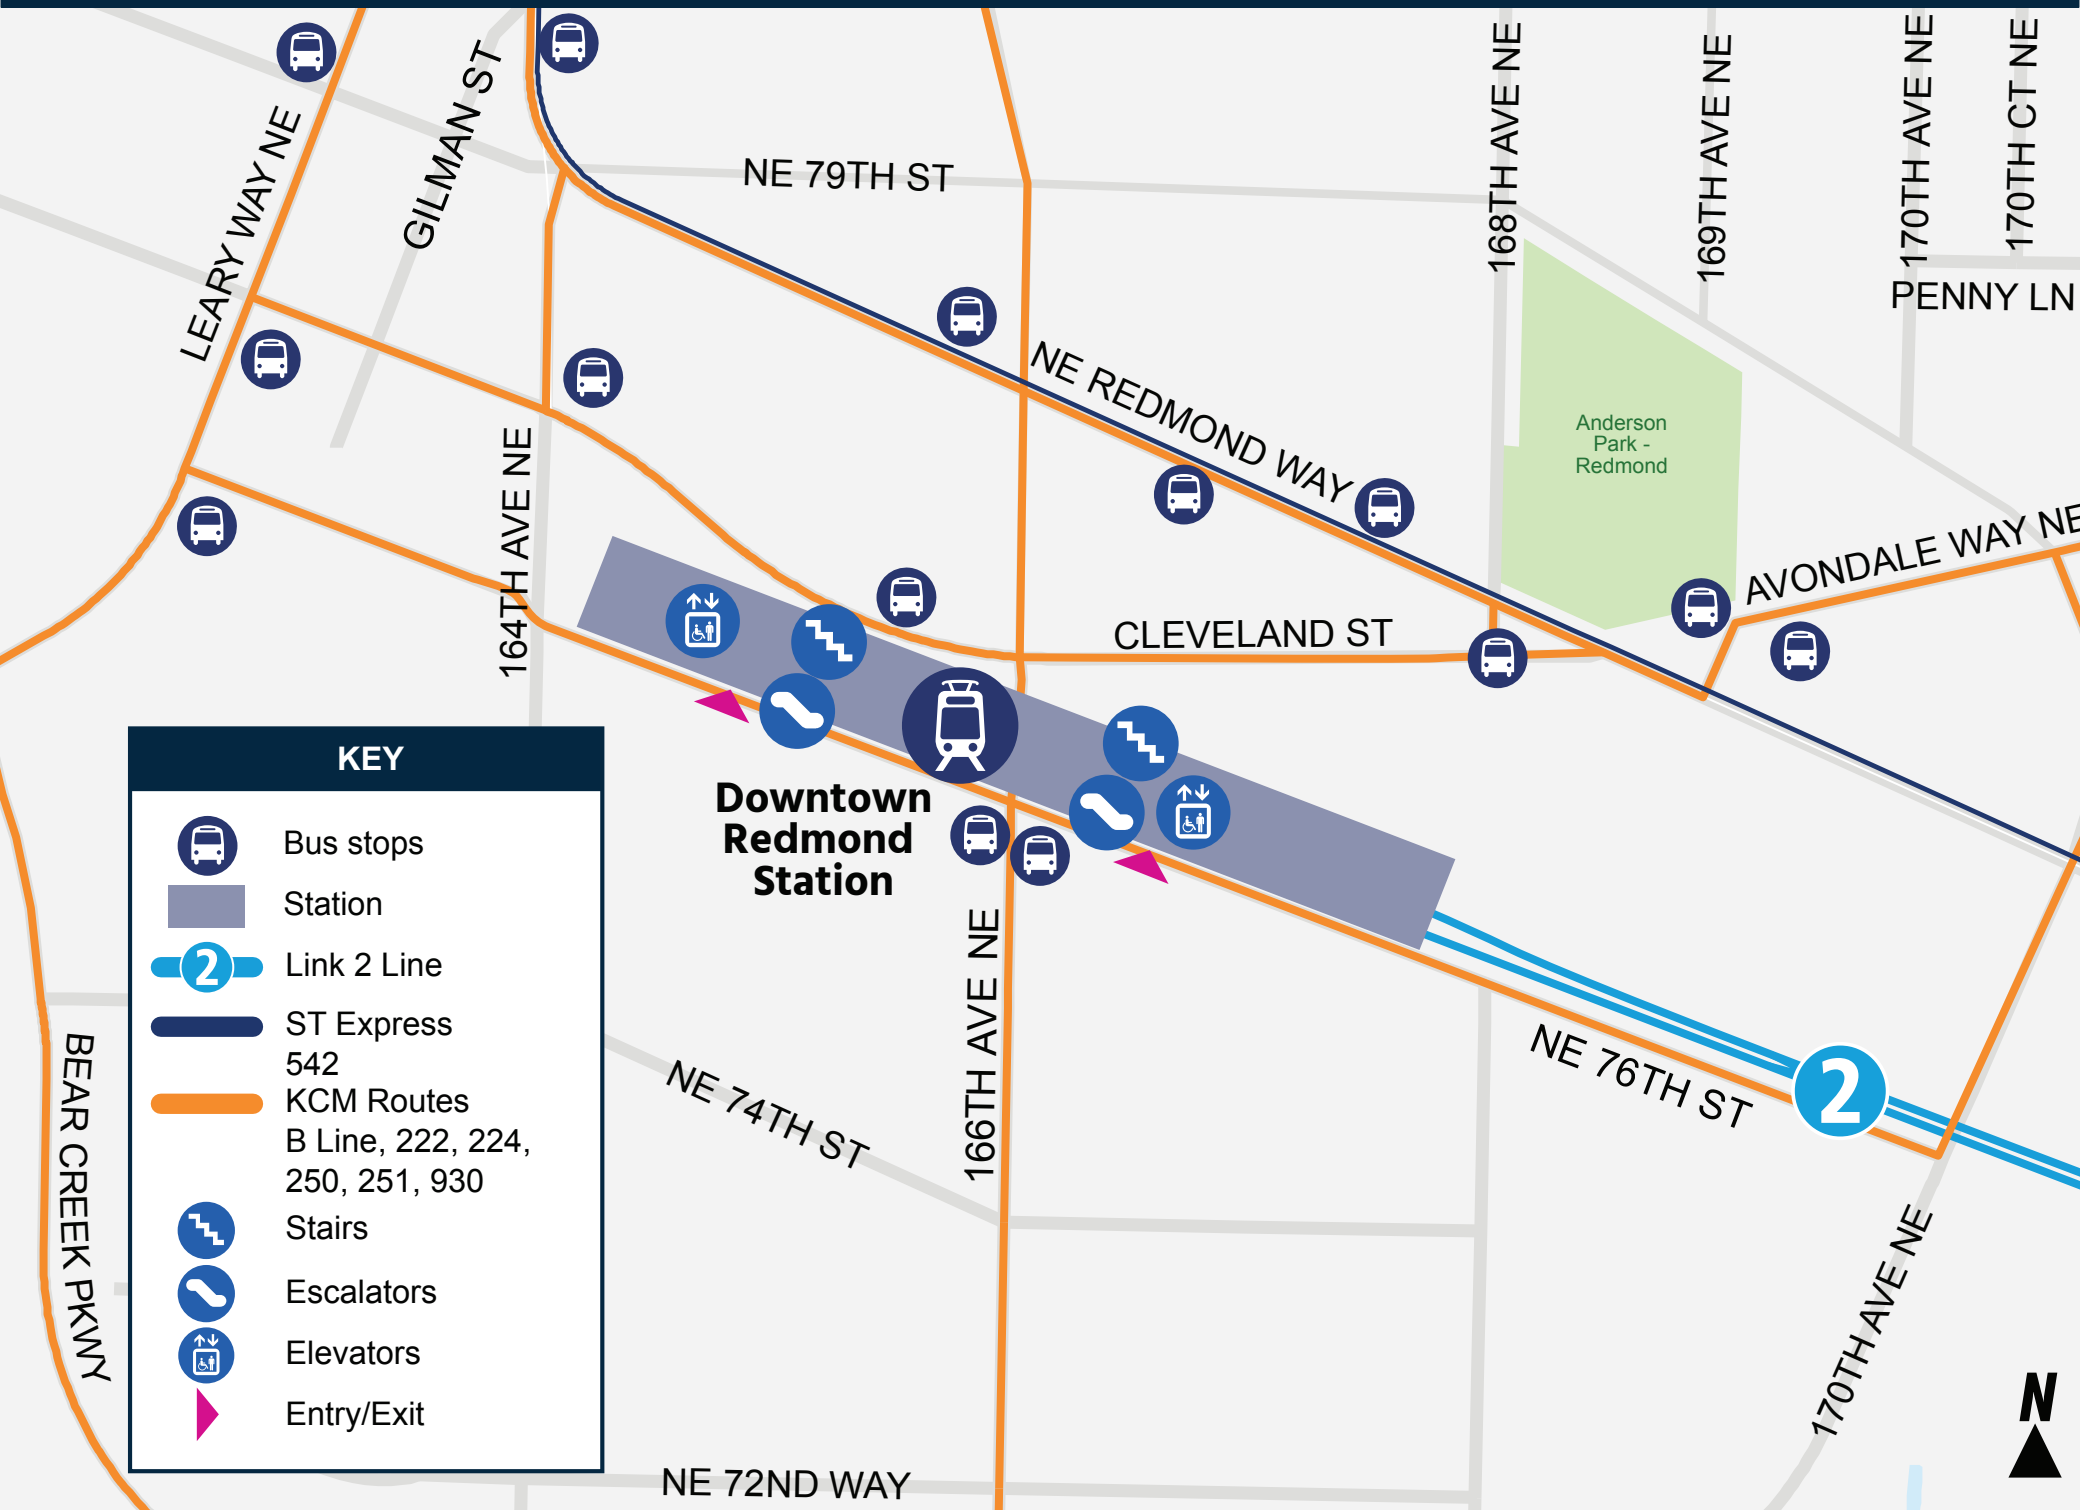 LEARY WAY NE
GILMAN ST
NE 79TH ST
168TH AVE NE
169TH AVE NE
170TH AVE NE
170TH CT NE
PENNY LN
NE REDMOND WAY
Anderson
Park -
Redmond
AVONDALE WAY NE
164TH AVE NE
CLEVELAND ST
Downtown
Redmond
Station
166TH AVE NE
NE 76TH ST
2
NE 74TH ST
170TH AVE NE
BEAR CREEK PKWY
NE 72ND WAY
N
KEY
Bus stops
Station
2
Link 2 Line
ST Express
542
KCM Routes
B Line, 222, 224,
250, 251, 930
Stairs
Escalators
Elevators
Entry/Exit